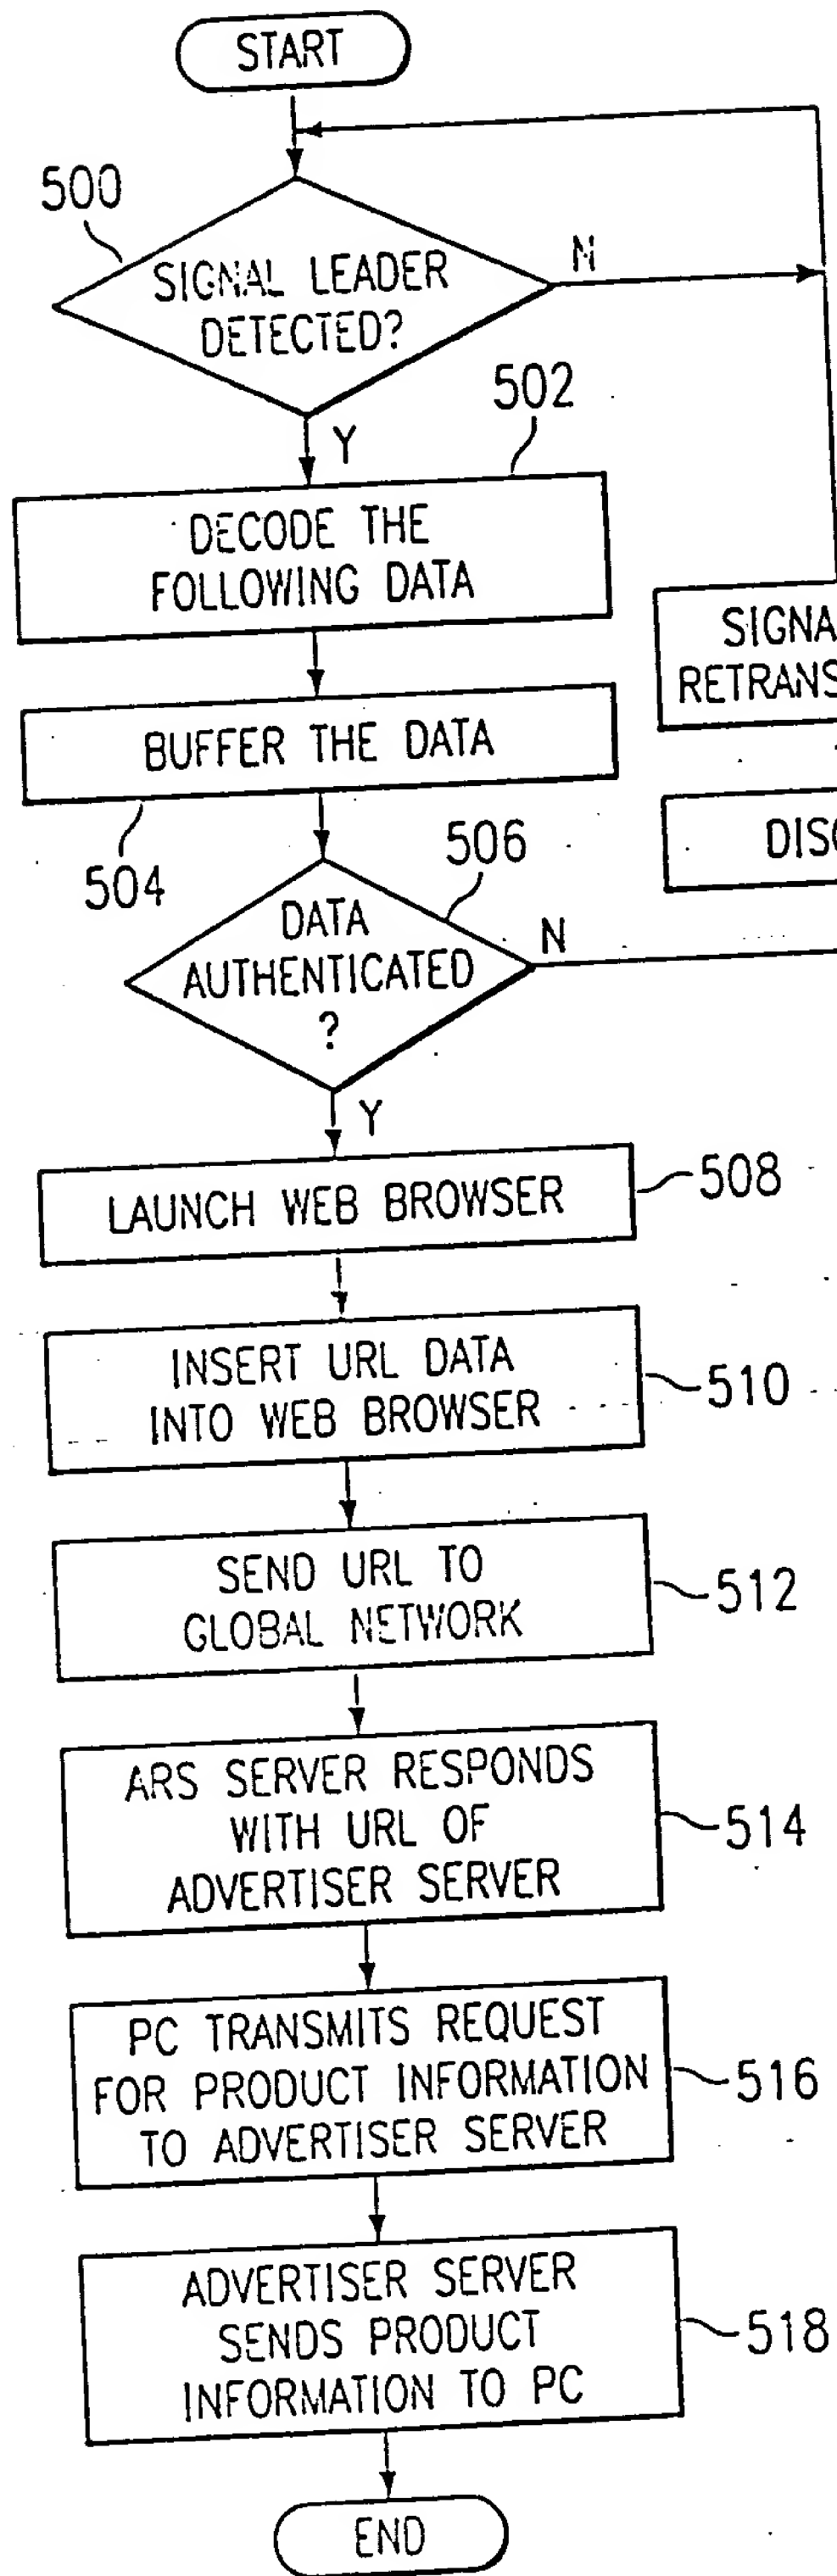 START
500
SIGNAL LEADER
DETECTED?
N
Y
502
DECODE THE
FOLLOWING DATA
BUFFER THE DATA
504
506
DATA
AUTHENTICATED
?
N
Y
LAUNCH WEB BROWSER
508
INSERT URL DATA
INTO WEB BROWSER
510
SEND URL TO
GLOBAL NETWORK
512
ARS SERVER RESPONDS
WITH URL OF
ADVERTISER SERVER
514
PC TRANSMITS REQUEST
FOR PRODUCT INFORMATION
TO ADVERTISER SERVER
516
ADVERTISER SERVER
SENDS PRODUCT
INFORMATION TO PC
518
END